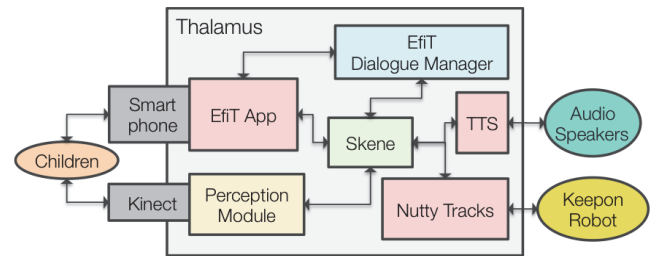 Thalamus
EfiT
Dialogue Manager
Smart
phone
EfiT App
TTS
Audio
Speakers
Skene
Children
Kinect
Perception
Module
Nutty Tracks
Keepon
Robot